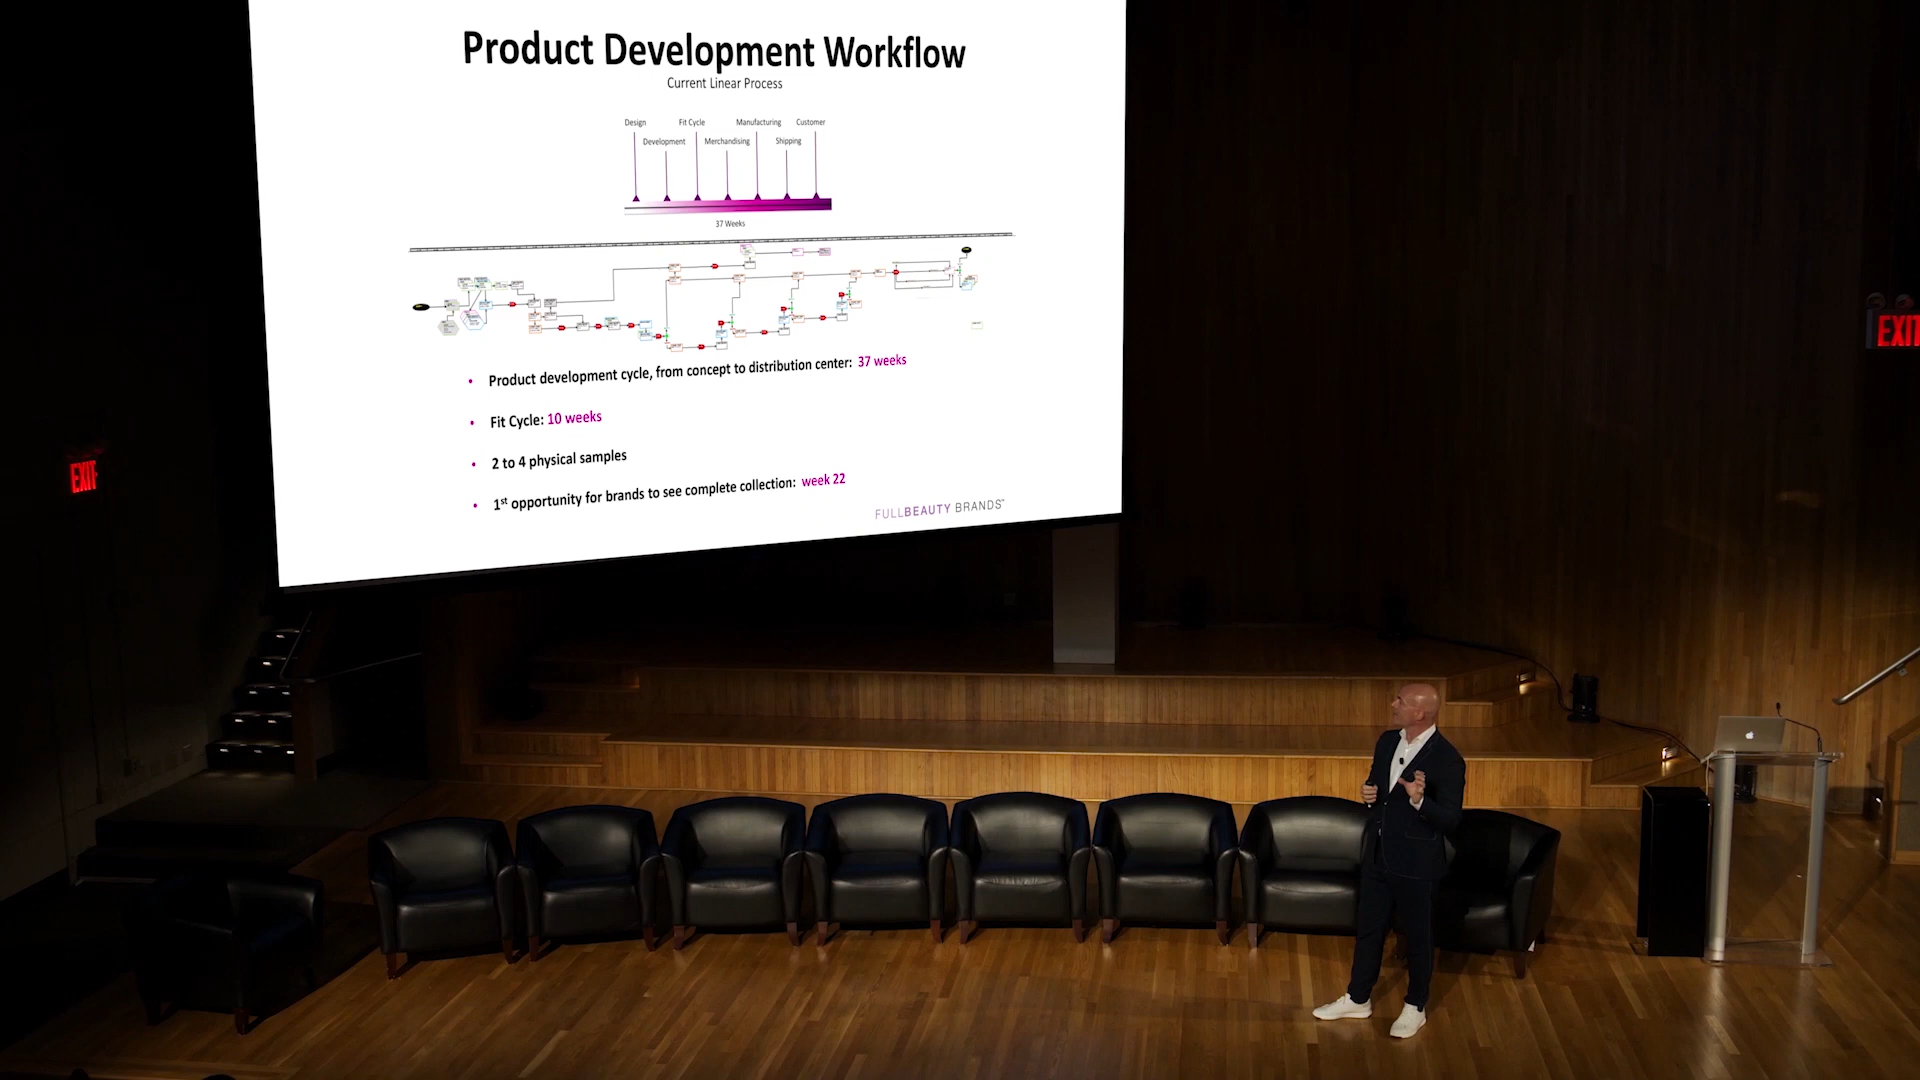 Product Development Workflow
Current Linear Process
Design Fit Cycle Manufacturing Customer
Development Merchandising Shipping
37 Weeks
• Product development cycle, from concept to distribution center: 37 weeks
• Fit Cycle: 10 weeks
• 2 to 4 physical samples
• 1st opportunity for brands to see complete collection: week 22
FULLBEAUTY BRANDS™
EXIT
EXIT